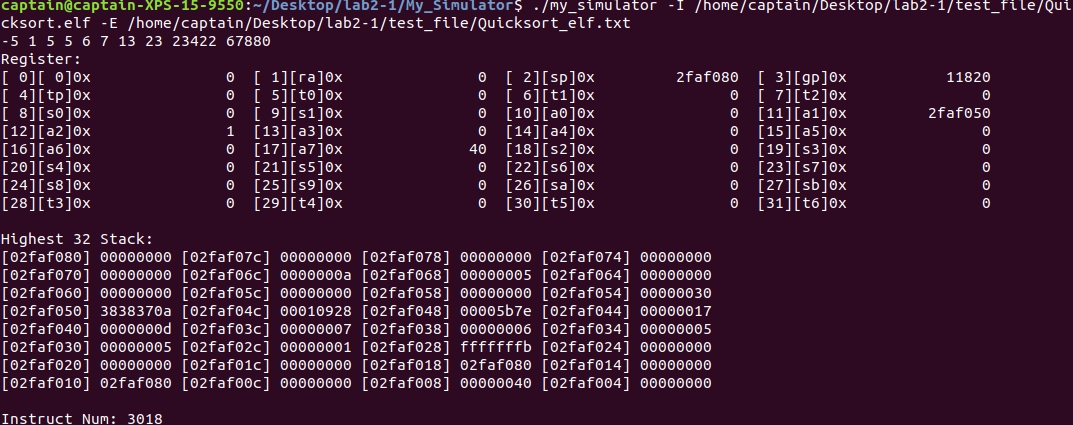 captain@captain-XPS-15-9550:~/Desktop/lab2-1/My_Simulator$ ./my_simulator -I /home/captain/Desktop/lab2-1/test_file/Qui
cksort.elf -E /home/captain/Desktop/lab2-1/test_file/Quicksort_elf.txt
-5 1 5 5 6 7 13 23 23422 67880
Register:
[ 0][ 0]0x 0 [ 1][ra]0x 0 [ 2][sp]0x 2faf080 [ 3][gp]0x 11820
[ 4][tp]0x 0 [ 5][t0]0x 0 [ 6][t1]0x 0 [ 7][t2]0x 0
[ 8][s0]0x 0 [ 9][s1]0x 0 [10][a0]0x 0 [11][a1]0x 2faf050
[12][a2]0x 1 [13][a3]0x 0 [14][a4]0x 0 [15][a5]0x 0
[16][a6]0x 0 [17][a7]0x 40 [18][s2]0x 0 [19][s3]0x 0
[20][s4]0x 0 [21][s5]0x 0 [22][s6]0x 0 [23][s7]0x 0
[24][s8]0x 0 [25][s9]0x 0 [26][sa]0x 0 [27][sb]0x 0
[28][t3]0x 0 [29][t4]0x 0 [30][t5]0x 0 [31][t6]0x 0
Highest 32 Stack:
[02faf080] 00000000 [02faf07c] 00000000 [02faf078] 00000000 [02faf074] 00000000
[02faf070] 00000000 [02faf06c] 0000000a [02faf068] 00000005 [02faf064] 00000000
[02faf060] 00000000 [02faf05c] 00000000 [02faf058] 00000000 [02faf054] 00000030
[02faf050] 3838370a [02faf04c] 00010928 [02faf048] 00005b7e [02faf044] 00000017
[02faf040] 0000000d [02faf03c] 00000007 [02faf038] 00000006 [02faf034] 00000005
[02faf030] 00000005 [02faf02c] 00000001 [02faf028] fffffffb [02faf024] 00000000
[02faf020] 00000000 [02faf01c] 00000000 [02faf018] 02faf080 [02faf014] 00000000
[02faf010] 02faf080 [02faf00c] 00000000 [02faf008] 00000040 [02faf004] 00000000
Instruct Num: 3018